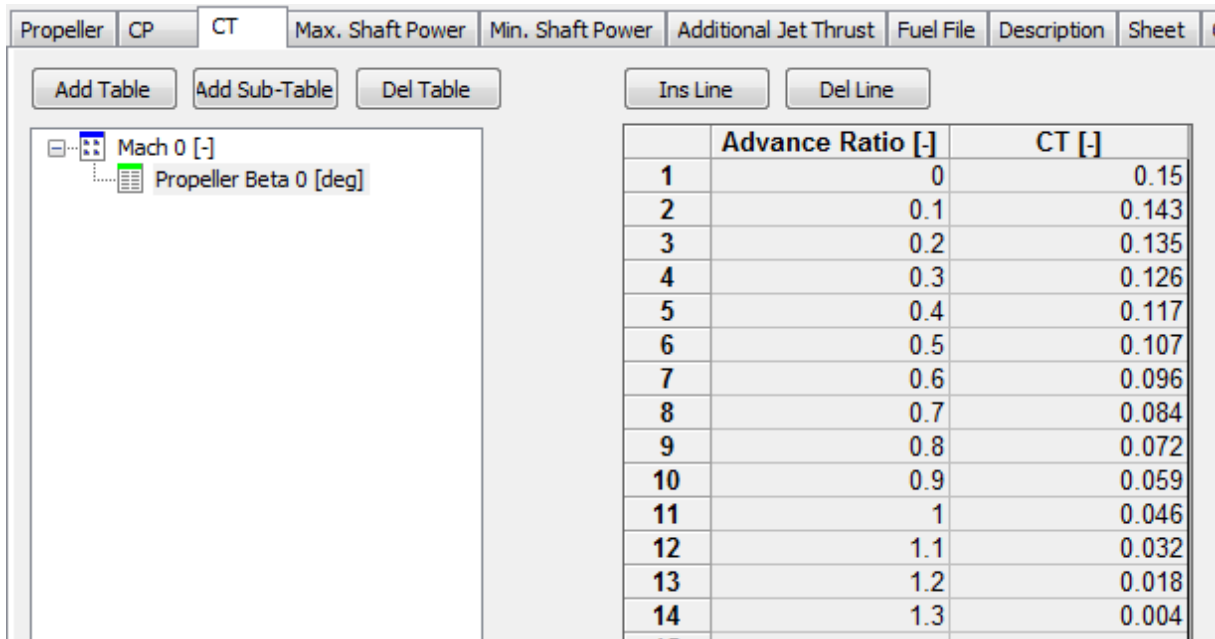 Propeller CP CT Max. Shaft Power Min. Shaft Power Additional Jet Thrust Fuel File Description Sheet
Add Table Add Sub-Table Del Table Ins Line Del Line
Mach 0 [-]
Propeller Beta 0 [deg]
Advance Ratio [-] CT [-]
1 0 0.15
2 0.1 0.143
3 0.2 0.135
4 0.3 0.126
5 0.4 0.117
6 0.5 0.107
7 0.6 0.096
8 0.7 0.084
9 0.8 0.072
10 0.9 0.059
11 1 0.046
12 1.1 0.032
13 1.2 0.018
14 1.3 0.004